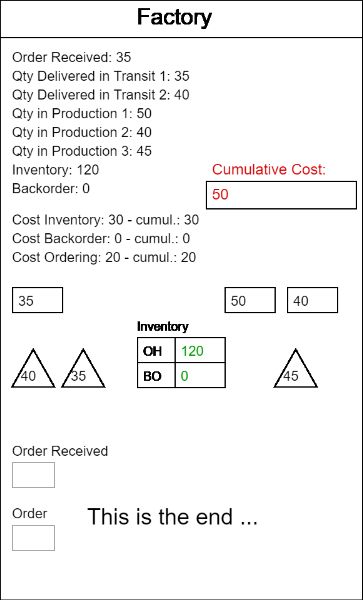 Factory
Order Received: 35
Qty Delivered in Transit 1: 35
Qty Delivered in Transit 2: 40
Qty in Production 1: 50
Qty in Production 2: 40
Qty in Production 3: 45
Inventory: 120
Cumulative Cost:
Backorder: 0
50
Cost Inventory: 30 - cumul.: 30
Cost Backorder: 0 - cumul.: 0
Cost Ordering: 20 - cumul.: 20
35 50 40
Inventory
OH 120
40 35 45
BO 0
Order Received
Order
This is the end ...